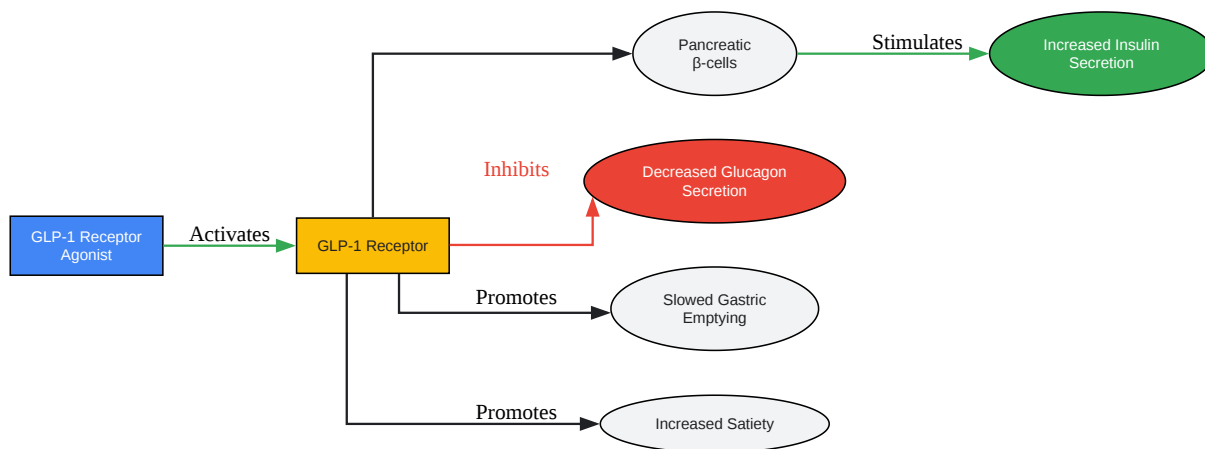 Pancreatic
β-cells
Stimulates
Increased Insulin
Secretion
Inhibits
Decreased Glucagon
Secretion
GLP-1 Receptor
Agonist
Activates
GLP-1 Receptor
Promotes
Slowed Gastric
Emptying
Promotes
Increased Satiety